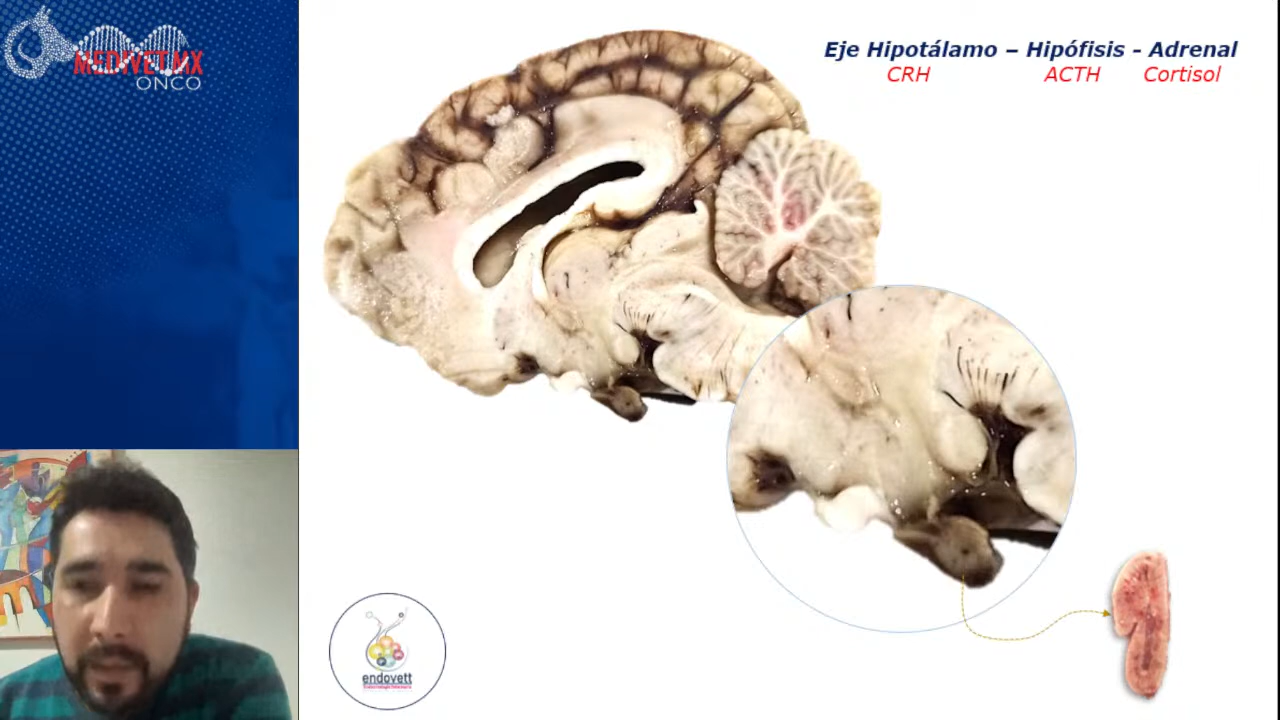 MEDIVET.MX
ONCO
Eje Hipotálamo – Hipófisis - Adrenal
CRH ACTH Cortisol
endovett